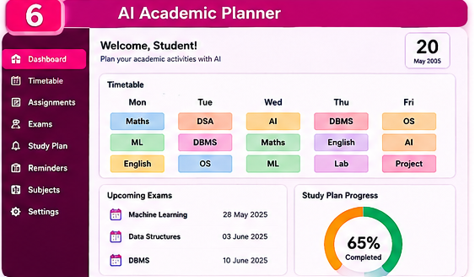 6
AI Academic Planner
Dashboard
Timetable
Assignments
Exams
Study Plan
Reminders
Subjects
Settings
Welcome, Student!
Plan your academic activities with AI
20
May 2005
Timetable
Mon Tue Wed Thu Fri
Maths DSA AI DBMS OS
ML DBMS Maths English AI
English OS ML Lab Project
Upcoming Exams
Machine Learning 28 May 2025
Data Structures 03 June 2025
DBMS 10 June 2025
Study Plan Progress
65%
Completed